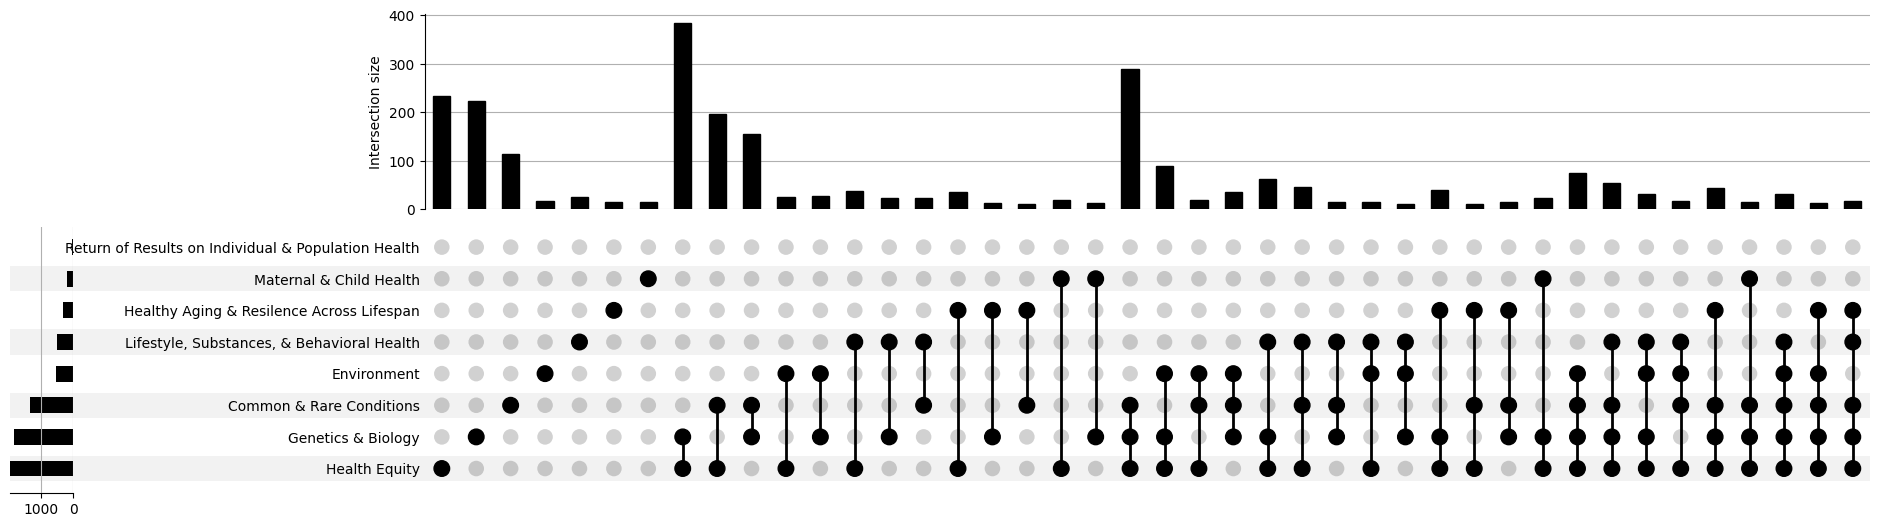 400
300
200
100
0
Intersection size
Return of Results on Individual & Population Health
Maternal & Child Health
Healthy Aging & Resilence Across Lifespan
Lifestyle, Substances, & Behavioral Health
Environment
Common & Rare Conditions
Genetics & Biology
Health Equity
1000 0